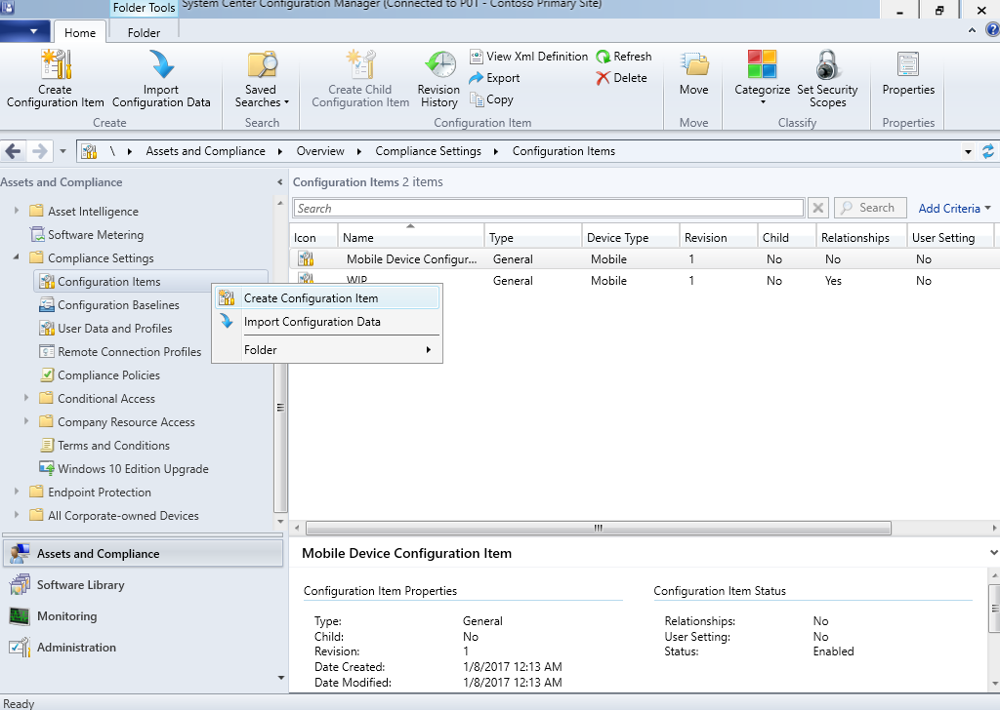 Folder Tools
System Center Configuration Manager (Connected to P01 - Contoso Primary Site)
Home
Folder
Create
Configuration Item
Import
Configuration Data
Create
Saved
Searches
Search
Create Child
Configuration Item
Revision
History
View Xml Definition
Export
Copy
Refresh
Delete
Configuration Item
Move
Move
Categorize
Set Security
Scopes
Classify
Properties
Properties
\ Assets and Compliance Overview Compliance Settings Configuration Items
Assets and Compliance
Asset Intelligence
Software Metering
Compliance Settings
Configuration Items
Configuration Baselines
User Data and Profiles
Remote Connection Profiles
Compliance Policies
Conditional Access
Company Resource Access
Terms and Conditions
Windows 10 Edition Upgrade
Endpoint Protection
All Corporate-owned Devices
Create Configuration Item
Import Configuration Data
Folder
Assets and Compliance
Software Library
Monitoring
Administration
Configuration Items 2 items
Search
Search
Add Criteria
Icon Name Type Device Type Revision Child Relationships User Setting
Mobile Device Configur... General Mobile 1 No No No
WIP General Mobile 1 No Yes No
Mobile Device Configuration Item
Configuration Item Properties
Type: General
Child: No
Revision: 1
Date Created: 1/8/2017 12:13 AM
Date Modified: 1/8/2017 12:13 AM
Configuration Item Status
Relationships: No
User Setting: No
Status: Enabled
Ready